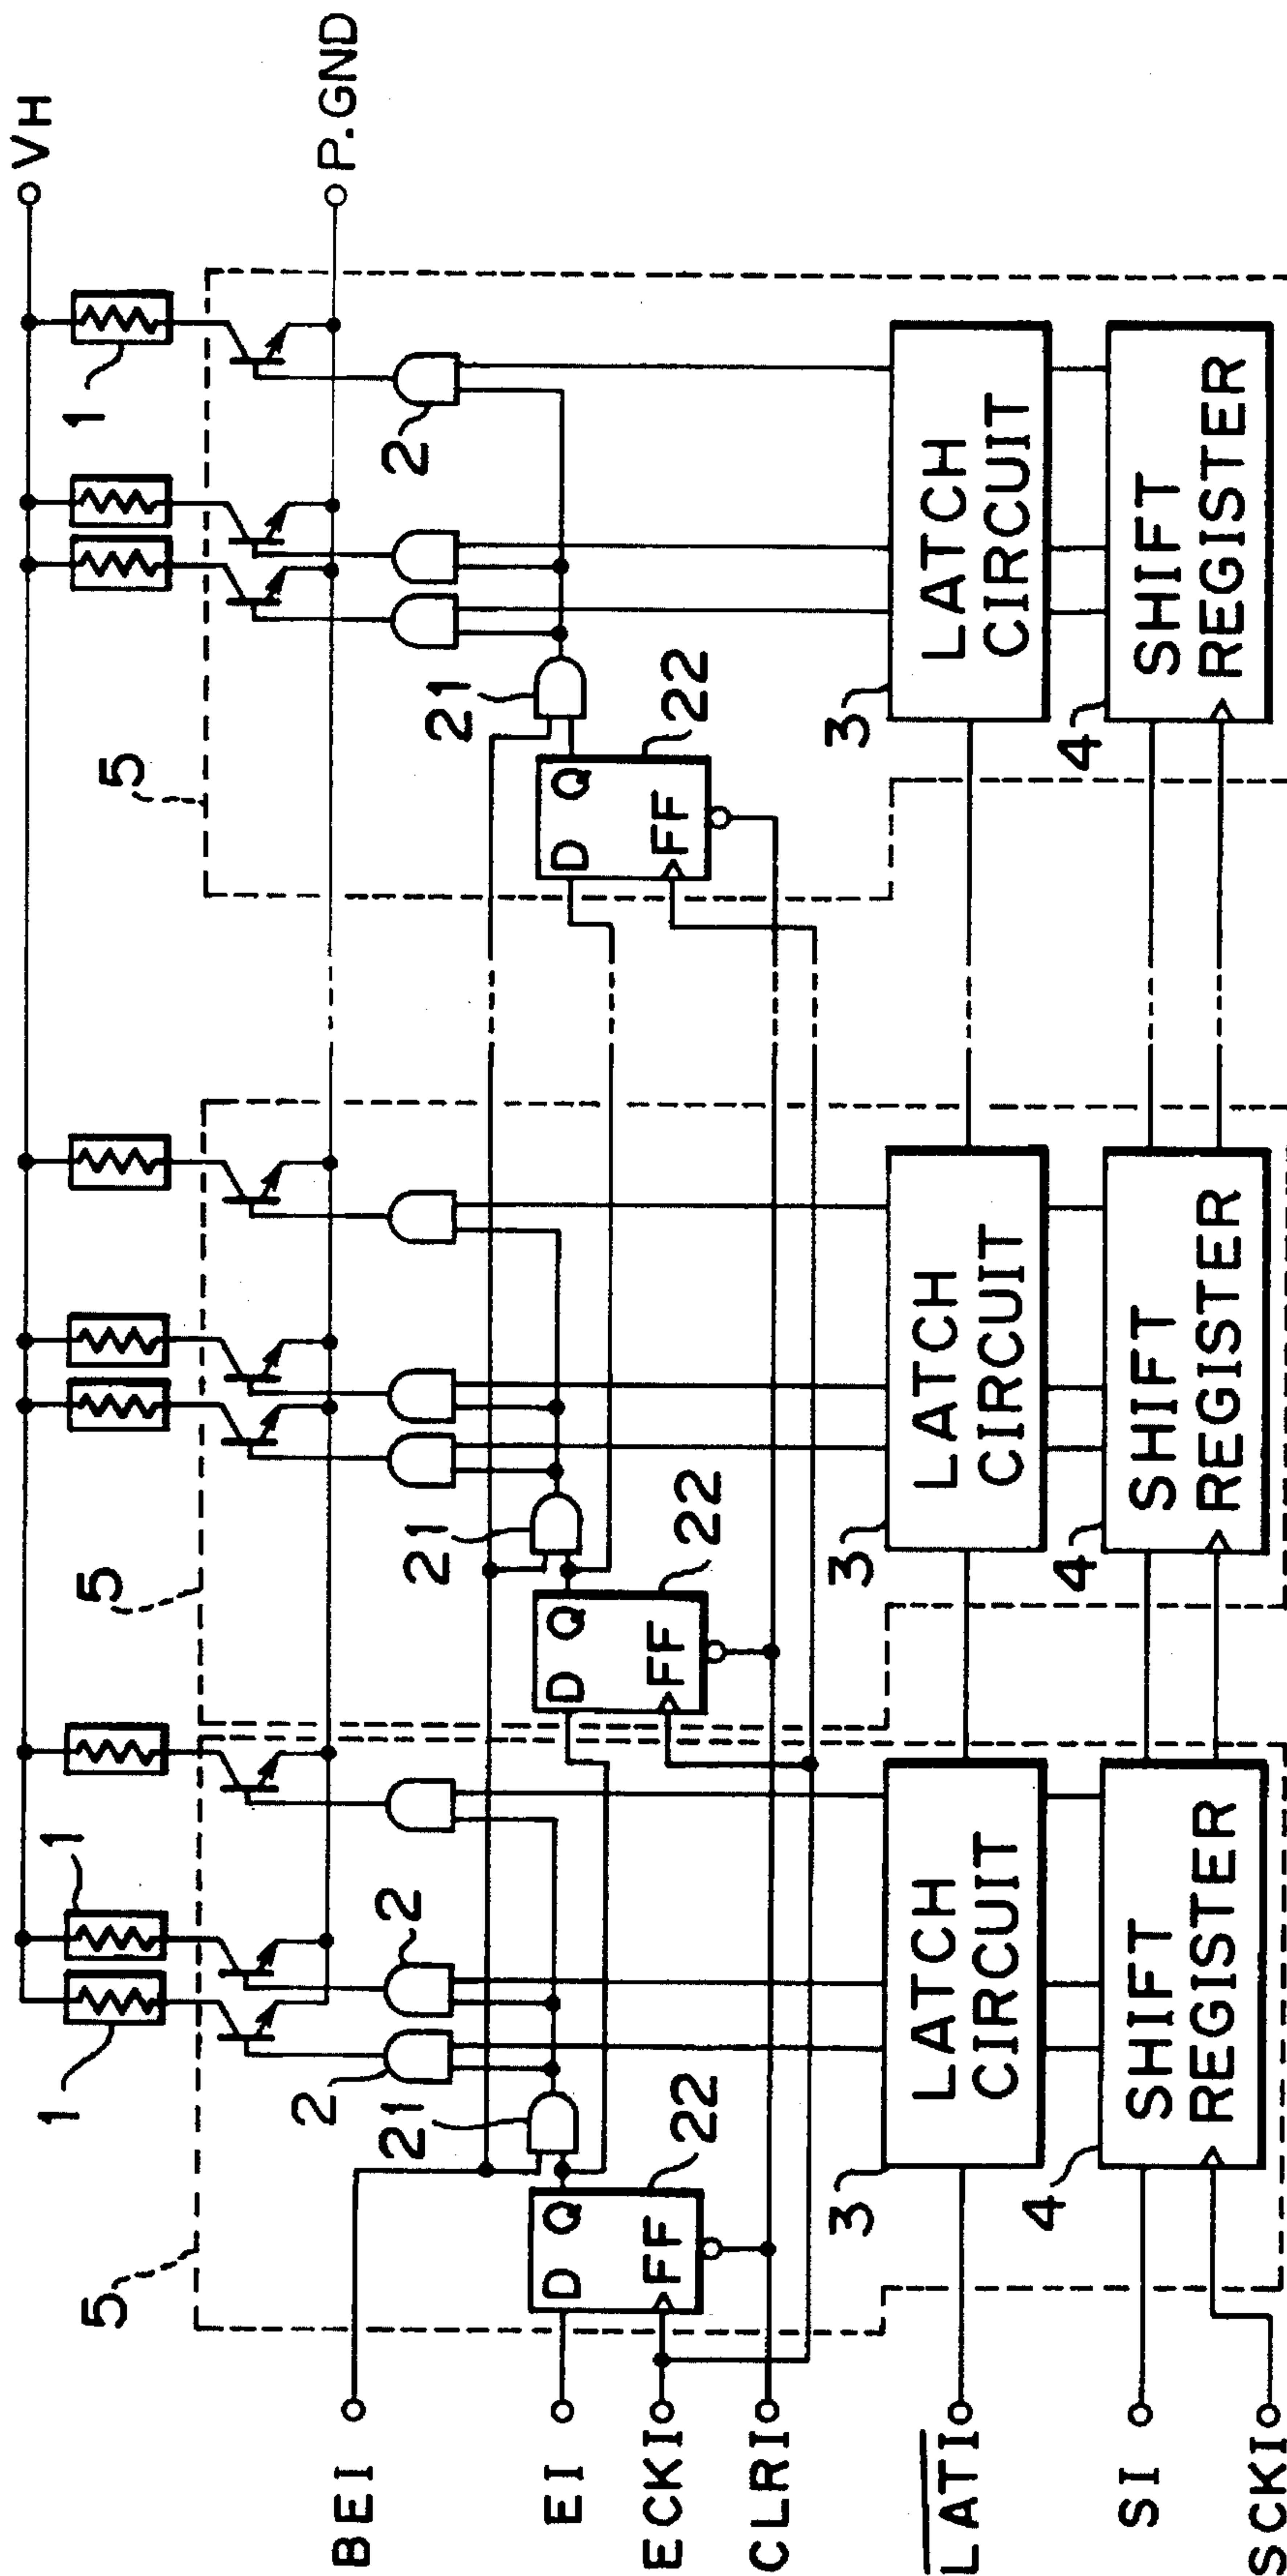 VH
P.GND
1
1
1
5
5
5
2
2
2
21
21
21
D Q
FF
22
D Q
FF
22
D Q
FF
22
BEI
EI
ECKI
CLRI
LATI
SI
SCKI
3
LATCH
CIRCUIT
3
LATCH
CIRCUIT
3
LATCH
CIRCUIT
4
SHIFT
REGISTER
4
SHIFT
REGISTER
4
SHIFT
REGISTER